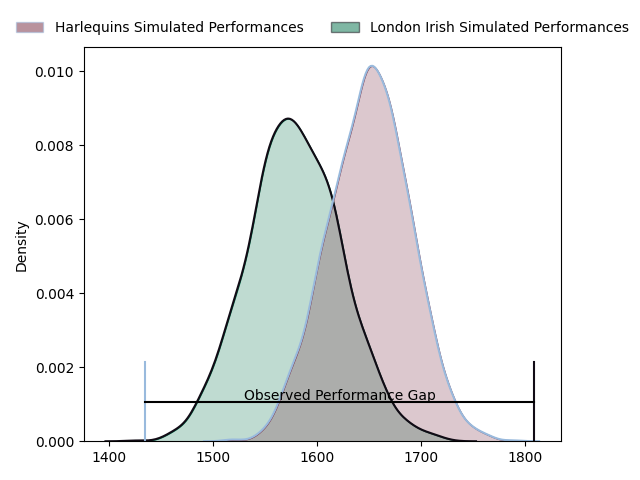 Harlequins Simulated Performances London Irish Simulated Performances
0.010
0.008
0.006
0.004
0.002
0.000
Density
Observed Performance Gap
1400 1500 1600 1700 1800